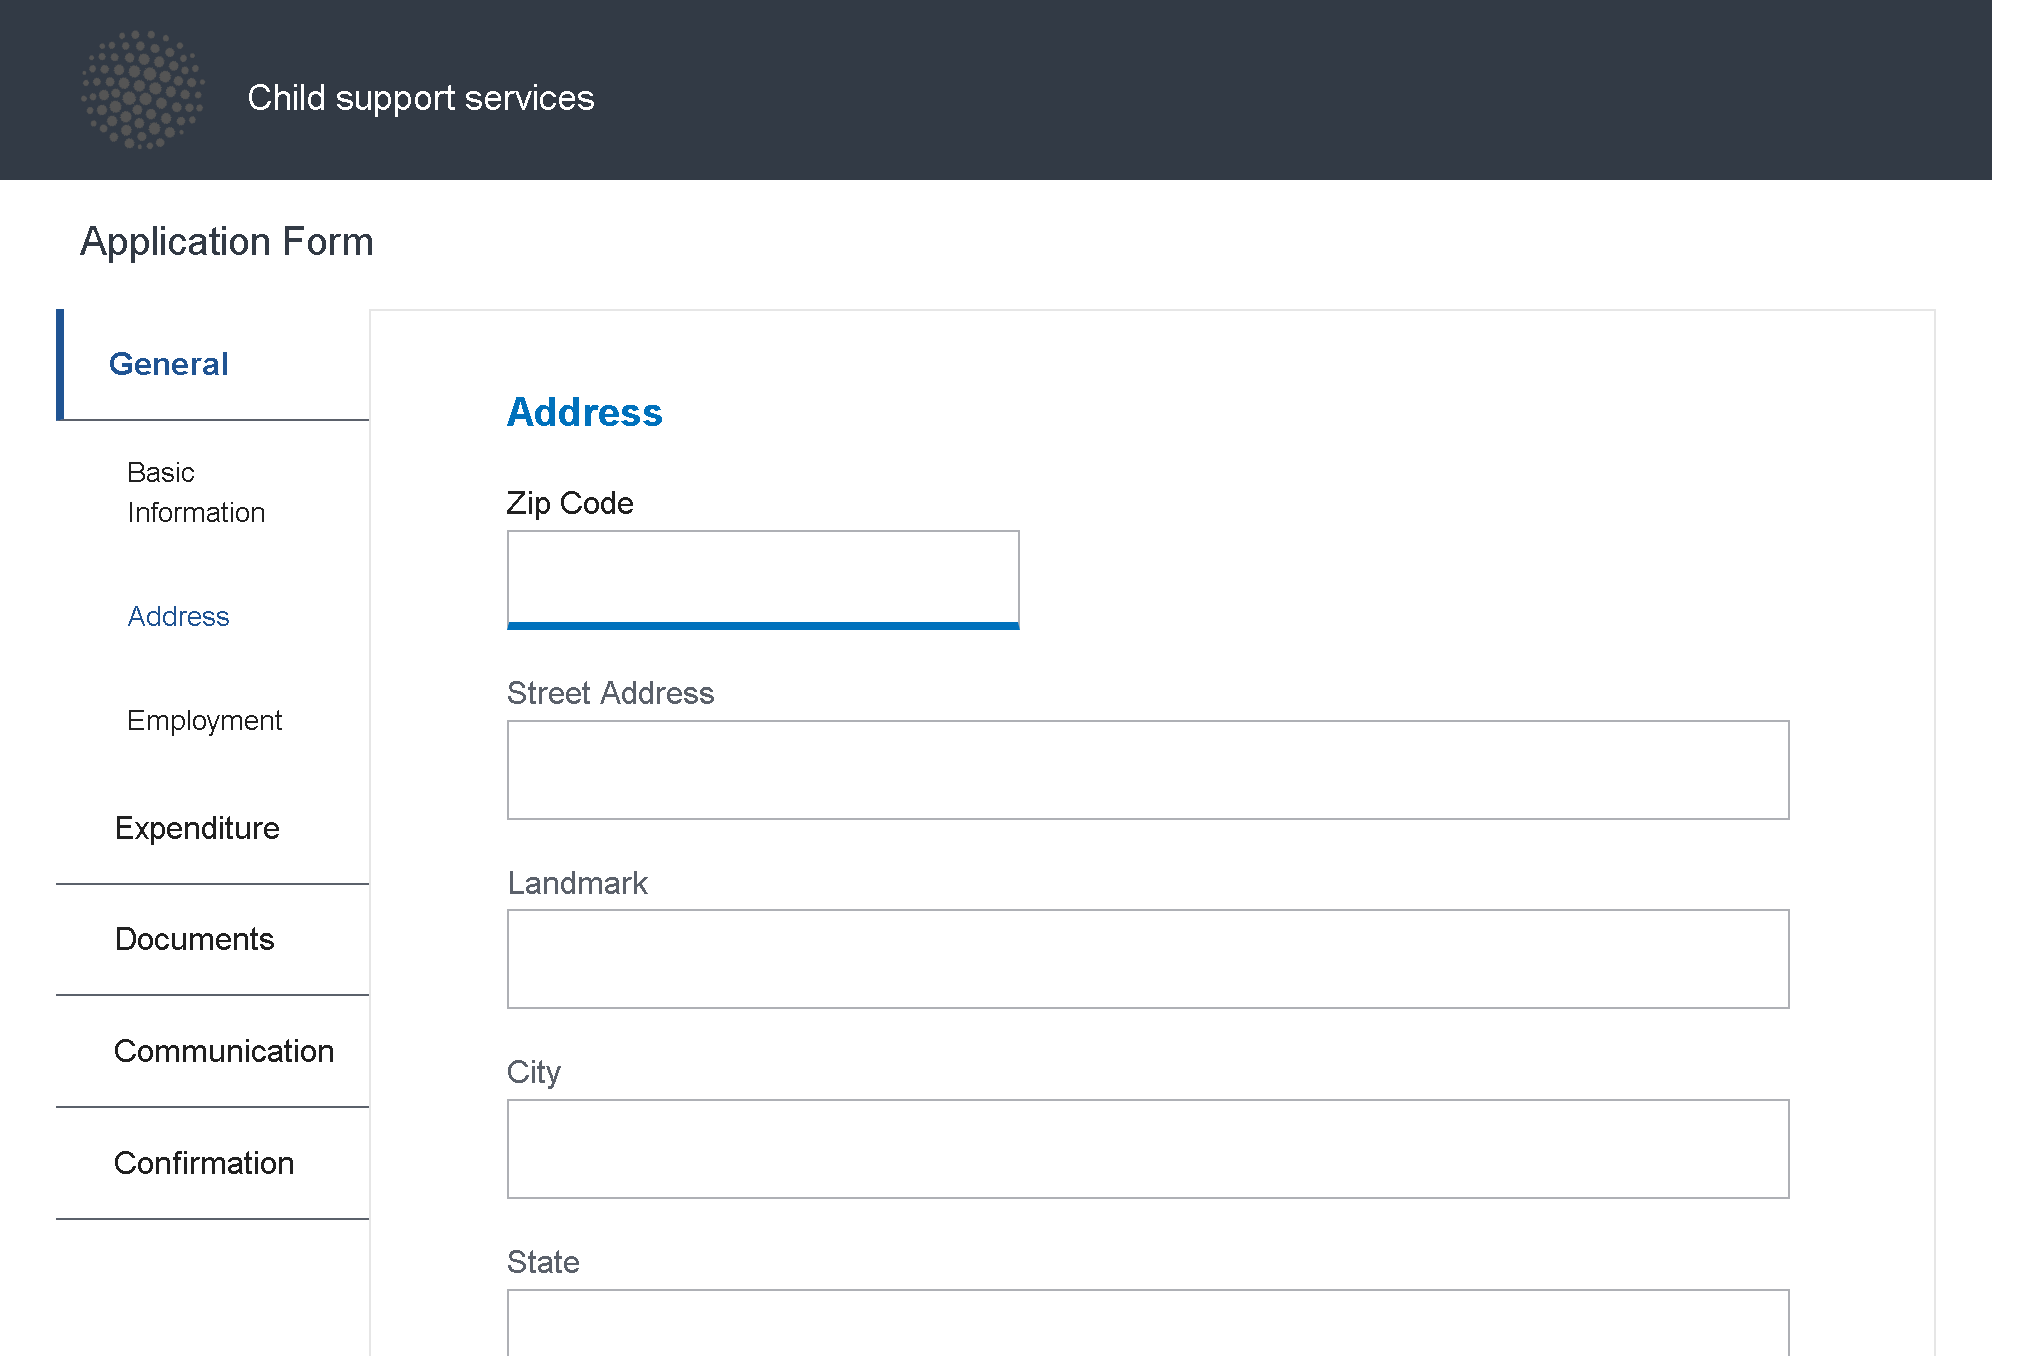 Child support services
Application Form
General
Basic
Information
Address
Employment
Expenditure
Documents
Communication
Confirmation
Address
Zip Code
Street Address
Landmark
City
State